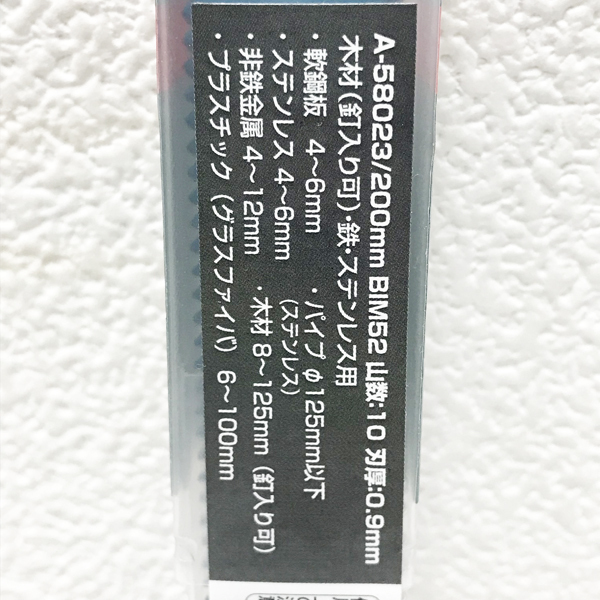 A-58023/200mm BIM52 山数:10 刃厚:0.9mm
木材(釘入り可)・鉄・ステンレス用
・軟鋼板 4~6mm ・パイプ φ125mm以下
・ステンレス 4~6mm (ステンレス)
・非鉄金属 4~12mm ・木材 8~125mm (釘入り可)
・プラスチック (グラスファイバ) 6~100mm